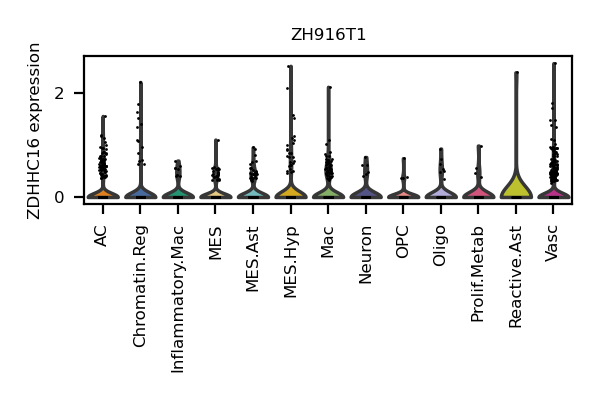 ZH916T1
ZDHHC16 expression
2
0
AC
Chromatin.Reg
Inflammatory.Mac
MES
MES.Ast
MES.Hyp
Mac
Neuron
OPC
Oligo
Prolif.Metab
Reactive.Ast
Vasc